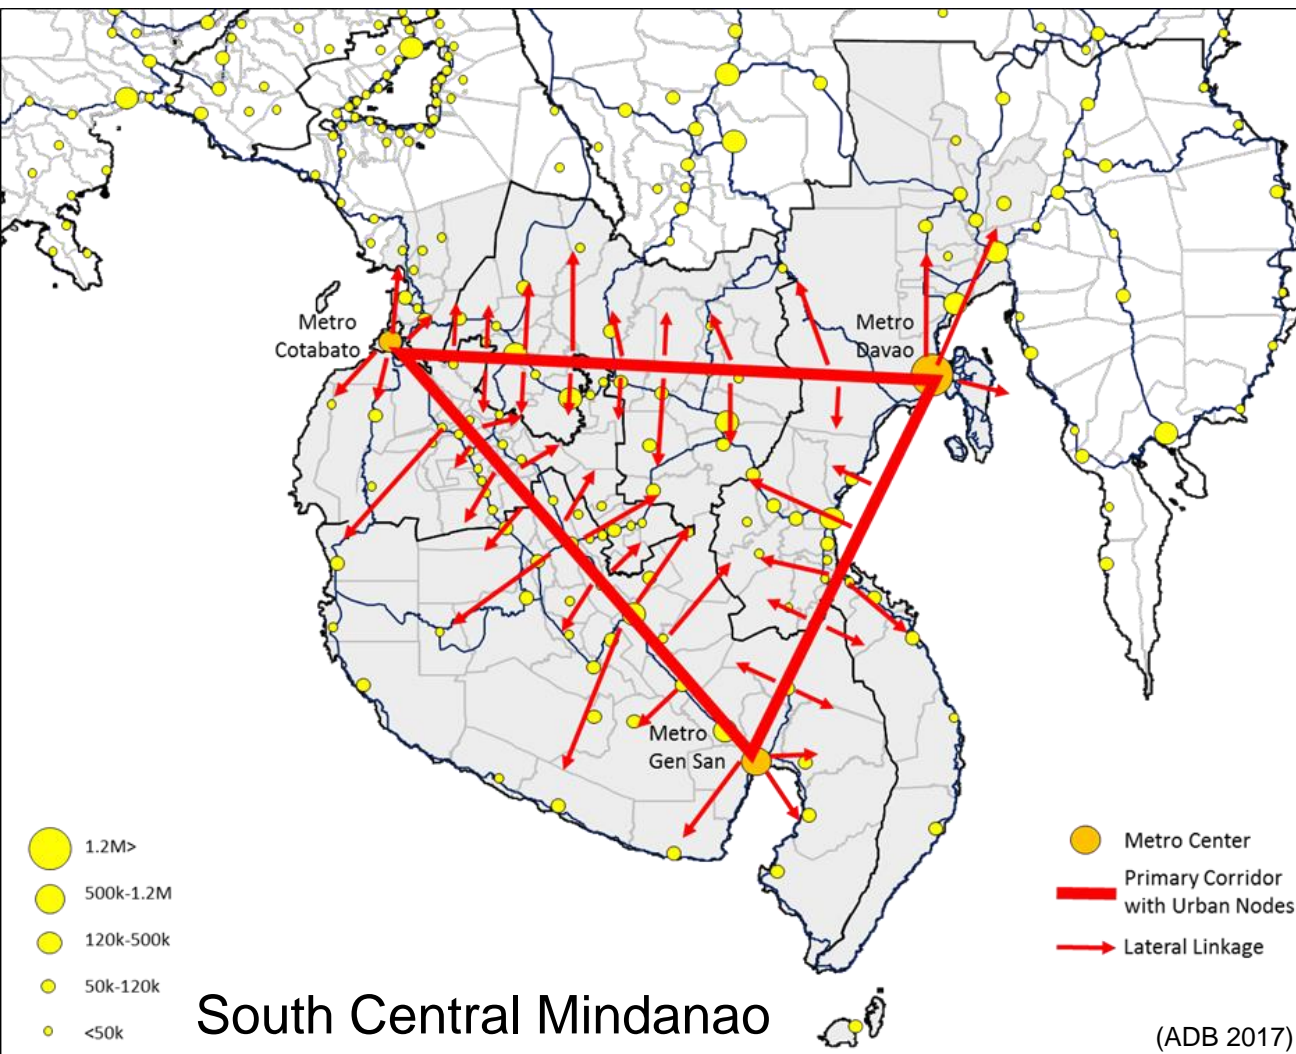 Metro
Cotabato
Metro
Davao
Metro
Gen San
1.2M>
500k-1.2M
120k-500k
50k-120k
<50k
Metro Center
Primary Corridor
with Urban Nodes
Lateral Linkage
South Central Mindanao
(ADB 2017)